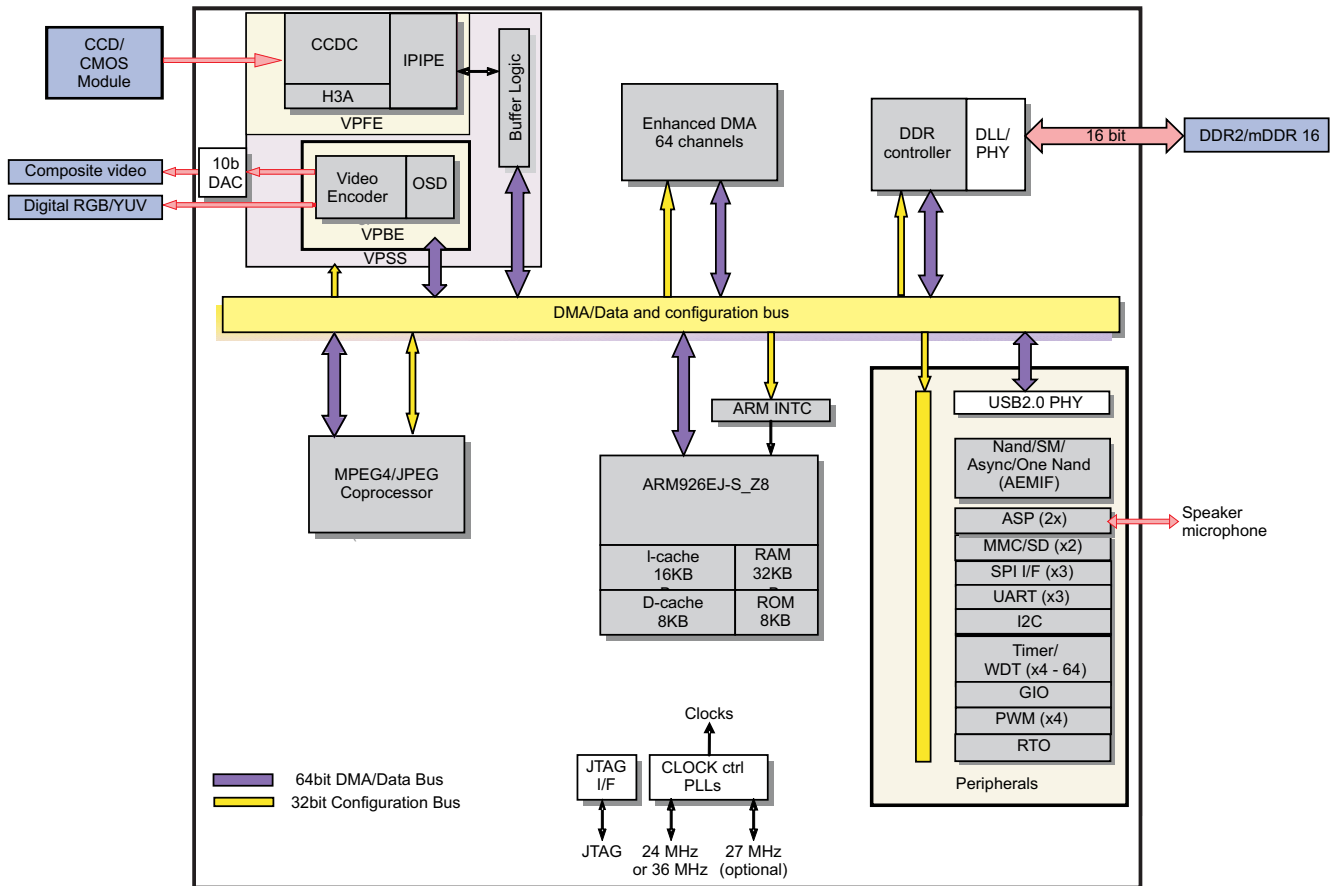 CCD/
CMOS
Module
CCDC
IPIPE
H3A
VPFE
Buffer Logic
Enhanced DMA
64 channels
DDR
controller
DLL/
PHY
16 bit
DDR2/mDDR 16
Composite video
10b
DAC
Digital RGB/YUV
Video
Encoder
OSD
VPBE
VPSS
DMA/Data and configuration bus
MPEG4/JPEG
Coprocessor
ARM INTC
ARM926EJ-S_Z8
I-cache
16KB
RAM
32KB
D-cache
8KB
ROM
8KB
USB2.0 PHY
Nand/SM/
Async/One Nand
(AEMIF)
ASP (2x)
Speaker
microphone
MMC/SD (x2)
SPI I/F (x3)
UART (x3)
I2C
Timer/
WDT (x4 - 64)
GIO
PWM (x4)
RTO
Peripherals
Clocks
JTAG
I/F
CLOCK ctrl
PLLs
JTAG
24 MHz
or 36 MHz
27 MHz
(optional)
64bit DMA/Data Bus
32bit Configuration Bus